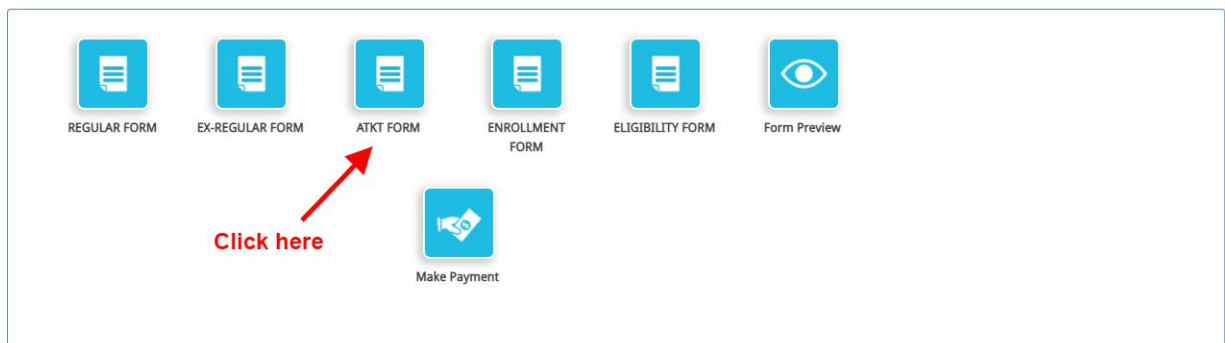 REGULAR FORM
EX-REGULAR FORM
ATKT FORM
ENROLLMENT
FORM
ELIGIBILITY FORM
Form Preview
Click here
Make Payment